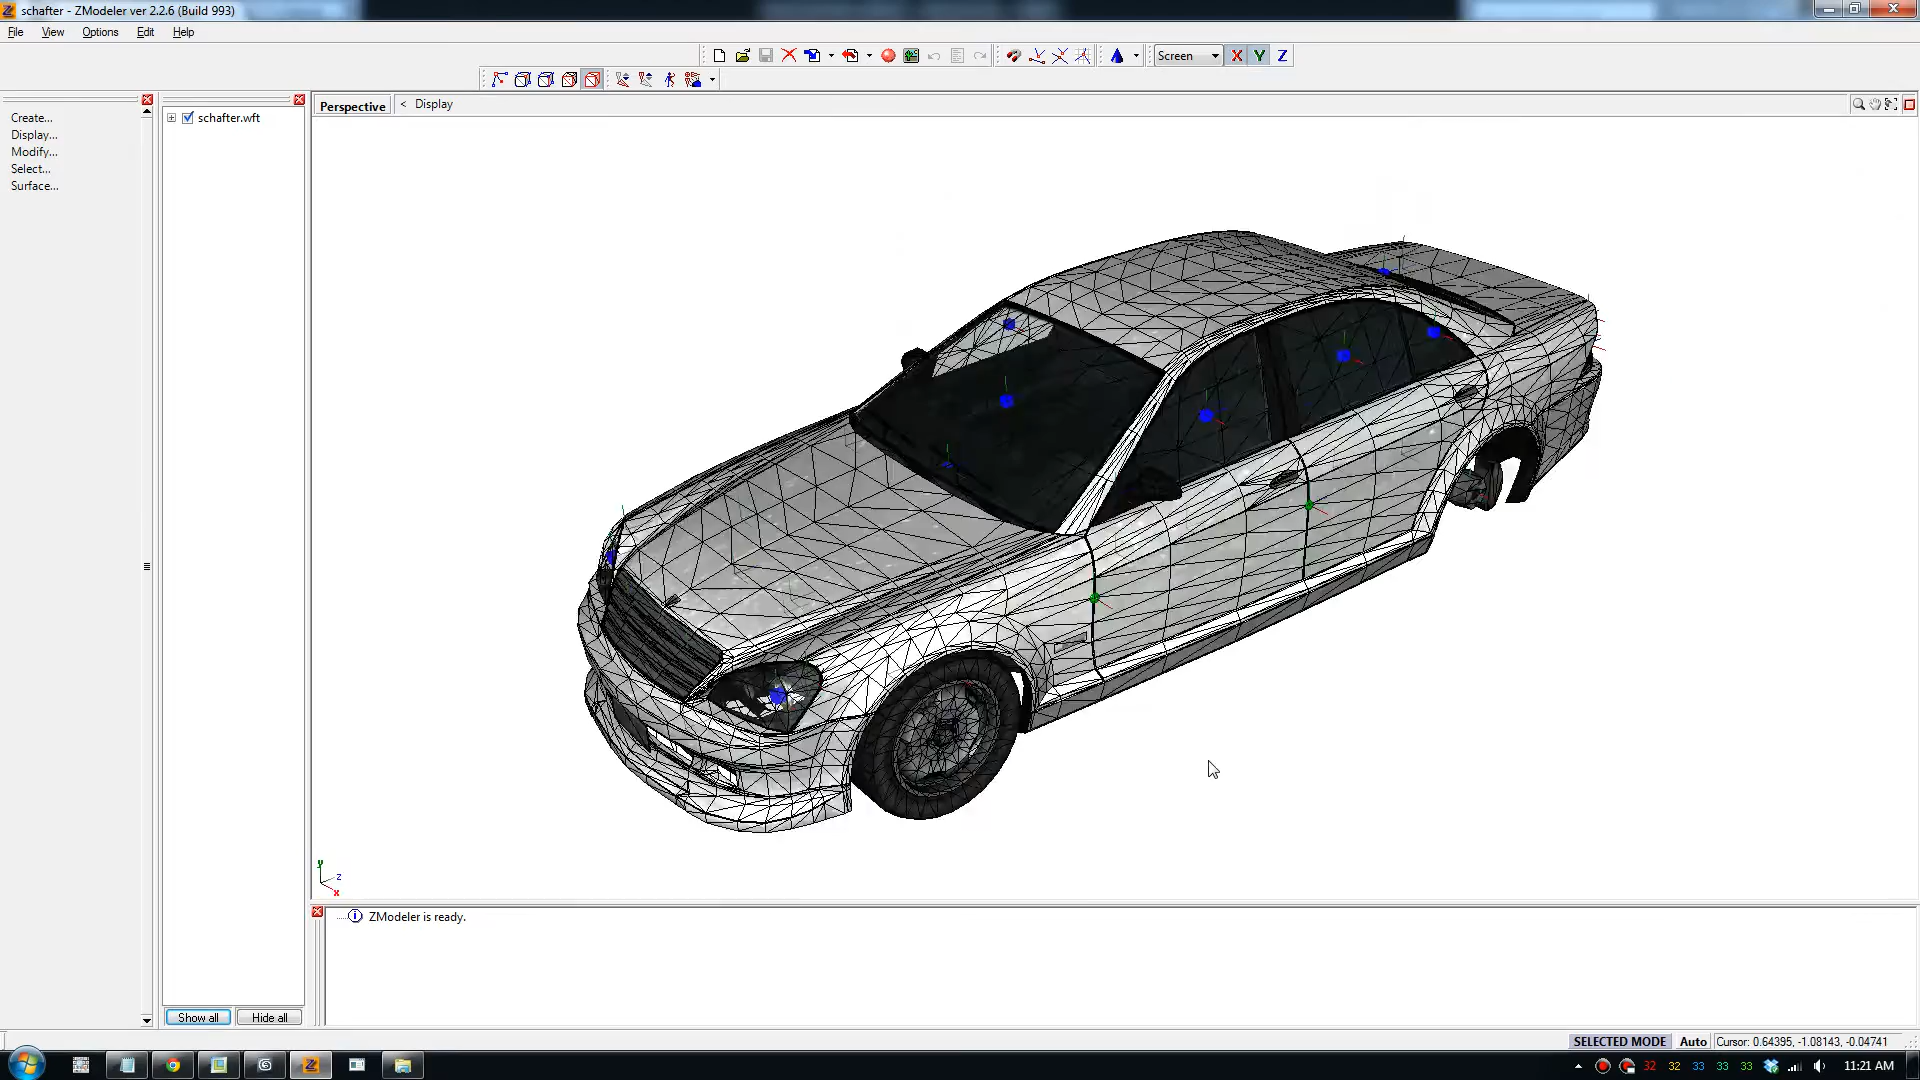 schafter - ZModeler ver 2.2.6 (Build 993)
File View Options Edit Help
Screen X Y Z
Create...
Display...
Modify...
Select...
Surface...
schafter.wft
Perspective < Display
y
z
x
ZModeler is ready.
Show all Hide all
SELECTED MODE Auto Cursor: 0.64395, -1.08143, -0.04741
32 32 33 33 33 11:21 AM